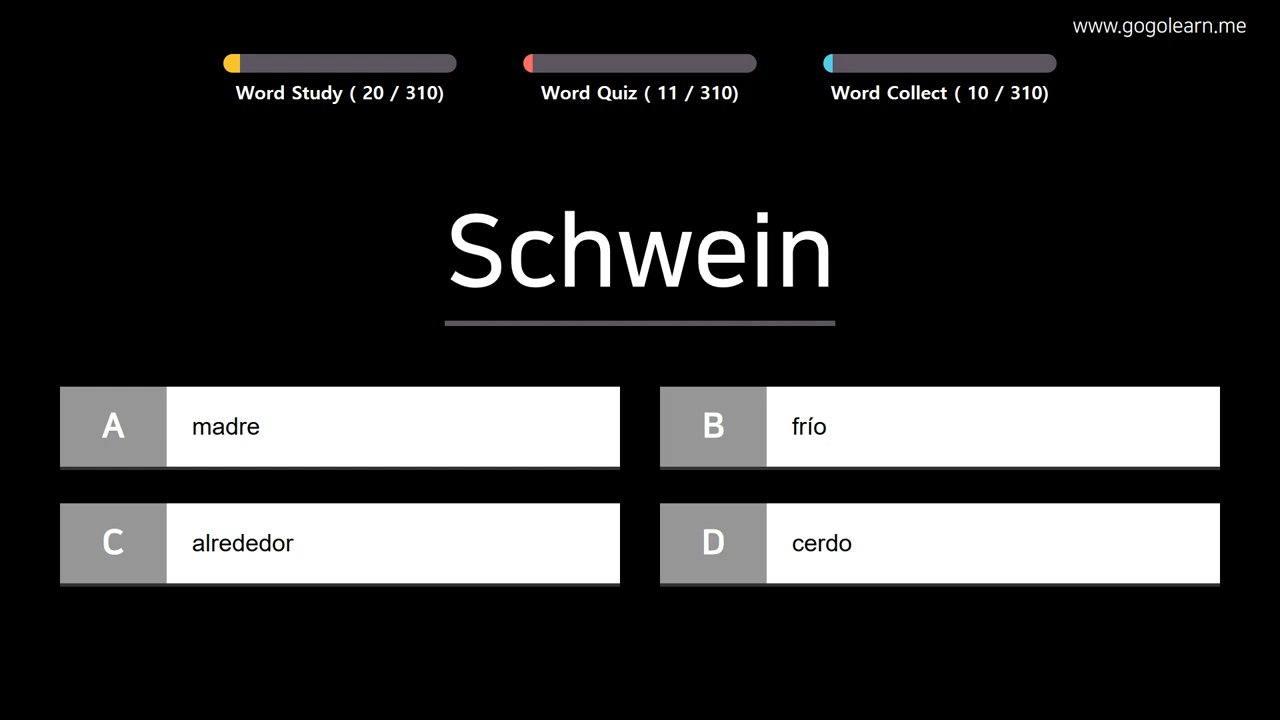 www.gogolearn.me
Word Study ( 20 / 310)
Word Quiz ( 11 / 310)
Word Collect ( 10 / 310)
Schwein
A madre
B frío
C alrededor
D cerdo